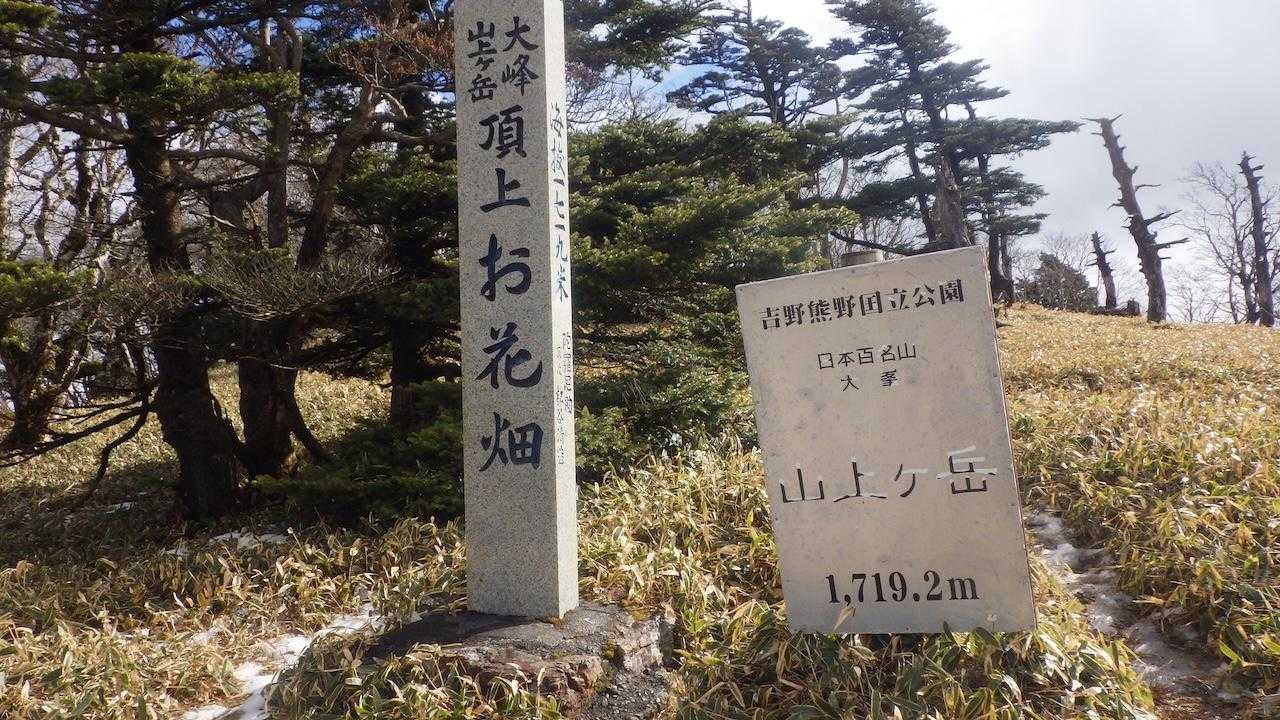 大峰
山上ヶ岳
頂上お花畑
海抜一七一九米
吉野熊野国立公園
日本百名山
大峯
山上ヶ岳
1,719.2m